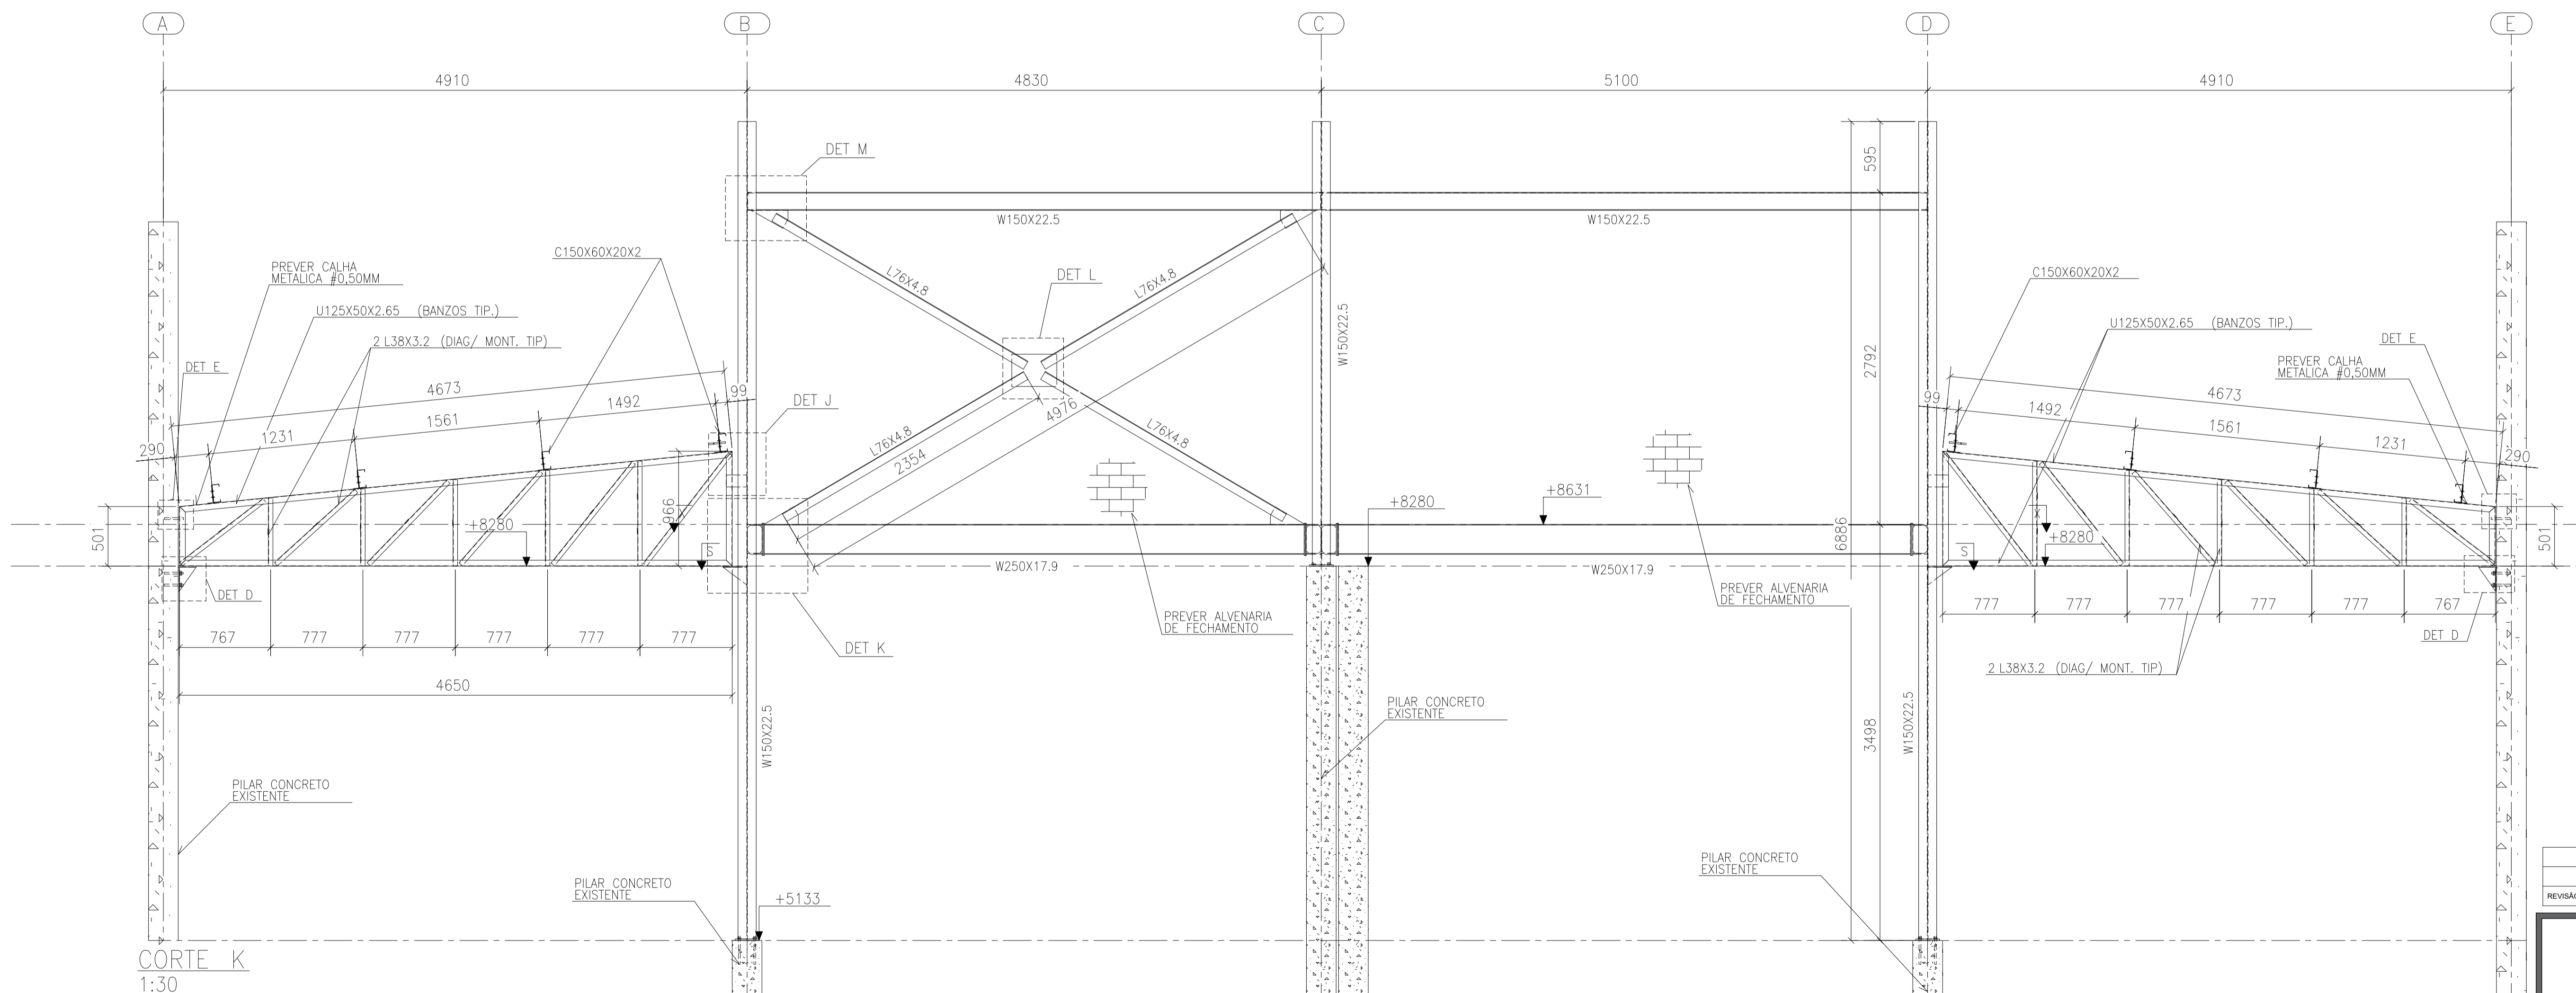 A
B
C
D
E
4910
4830
5100
4910
DET M
595
W150X22.5
W150X22.5
PREVER CALHA
METALICA #0,50MM
C150X60X20X2
L76X4.8
DET L
L76X4.8
C150X60X20X2
U125X50X2.65 (BANZOS TIP.)
U125X50X2.65 (BANZOS TIP.)
2 L38X3.2 (DIAG/ MONT. TIP)
W150X22.5
2792
DET E
DET E
PREVER CALHA
METALICA #0,50MM
4673
99
4673
99
1492
1561
1231
290
DET J
4976
1492
1561
1231
290
L76X4.8
L76X4.8
2354
501
+8280
966
S
+8280
+8631
6886
S
+8280
501
W250X17.9
W250X17.9
DET D
PREVER ALVENARIA
DE FECHAMENTO
PREVER ALVENARIA
DE FECHAMENTO
767
777
777
777
777
777
777
777
777
777
777
767
DET K
DET D
4650
2 L38X3.2 (DIAG/ MONT. TIP)
W150X22.5
PILAR CONCRETO
EXISTENTE
3498
W150X22.5
PILAR CONCRETO
EXISTENTE
PILAR CONCRETO
EXISTENTE
+5133
PILAR CONCRETO
EXISTENTE
CORTE K
1:30